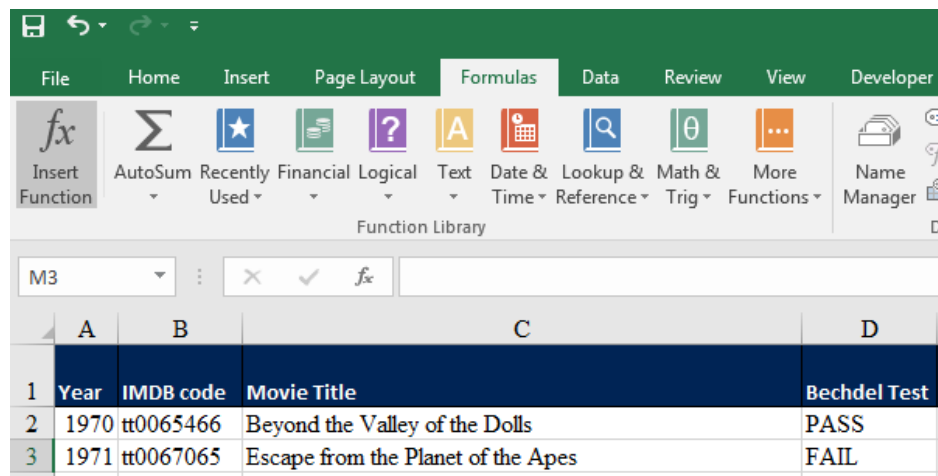 File Home Insert Page Layout Formulas Data Review View Developer
fx Σ ? A θ
Insert AutoSum Recently Financial Logical Text Date & Lookup & Math & More Name
Function Used Time Reference Trig Functions Manager
Function Library
M3 fx
A B C D
1 Year IMDB code Movie Title Bechdel Test
2 1970 tt0065466 Beyond the Valley of the Dolls PASS
3 1971 tt0067065 Escape from the Planet of the Apes FAIL